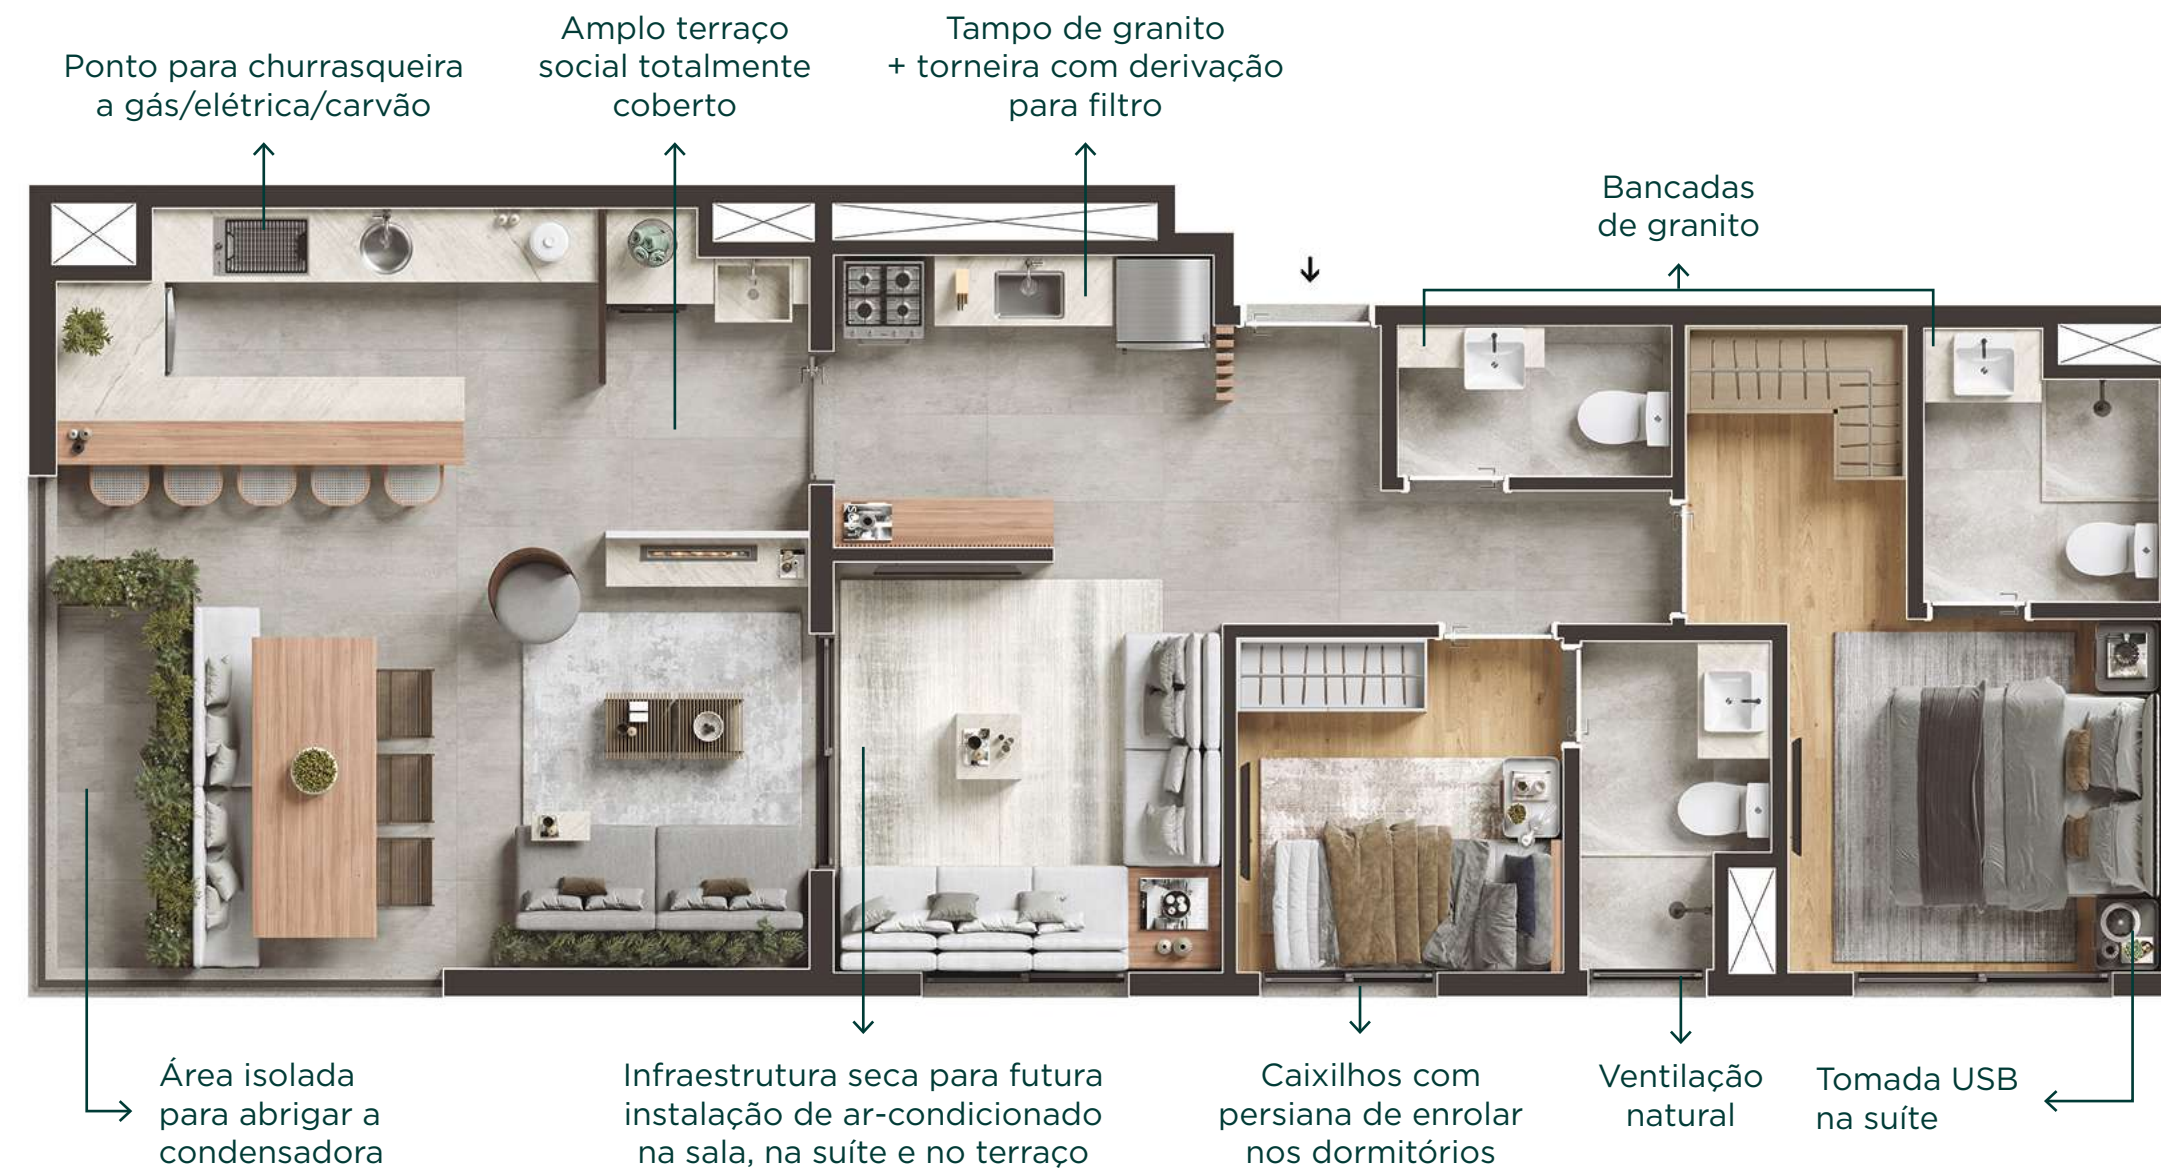 Ponto para churrasqueira
a gás/elétrica/carvão
Amplo terraço
social totalmente
coberto
Tampo de granito
+ torneira com derivação
para filtro
Bancadas
de granito
Área isolada
para abrigar a
condensadora
Infraestrutura seca para futura
instalação de ar-condicionado
na sala, na suíte e no terraço
Caixilhos com
persiana de enrolar
nos dormitórios
Ventilação
natural
Tomada USB
na suíte